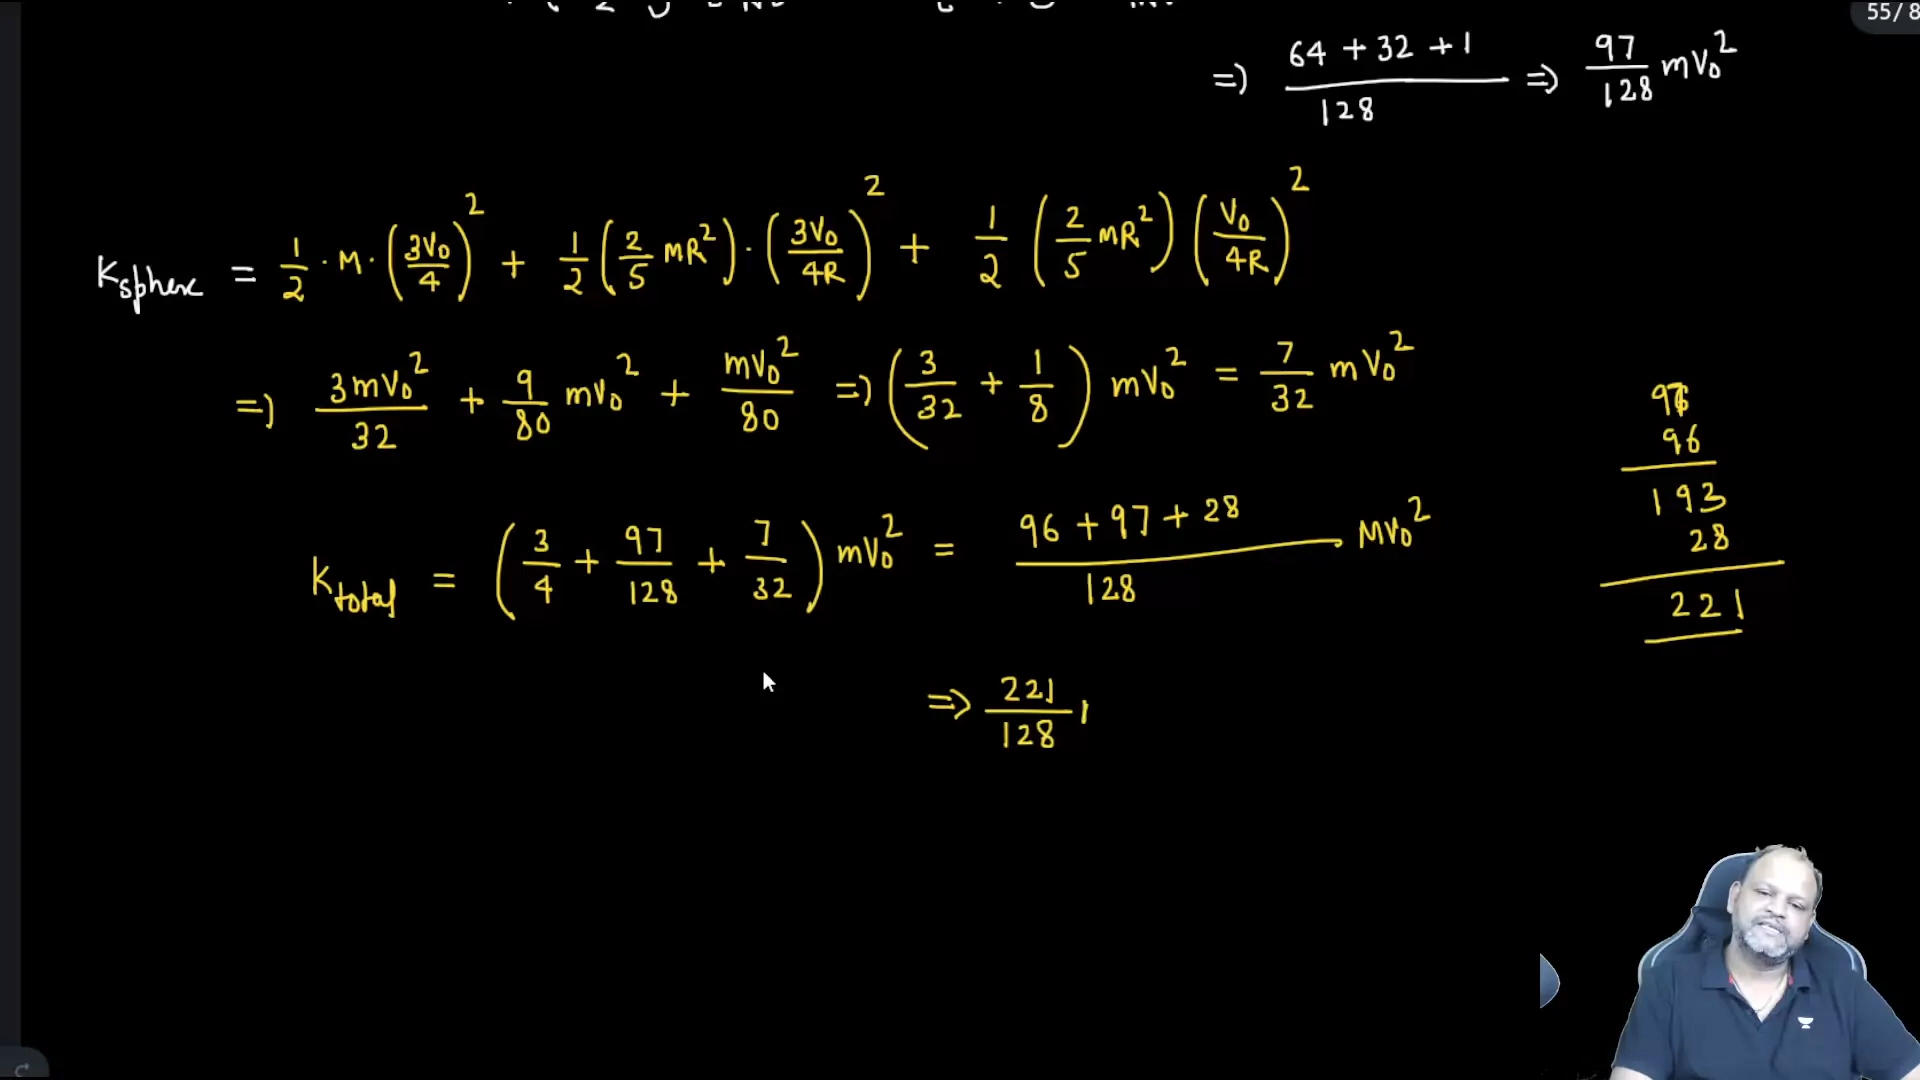 55/8
=) 64 + 32 + 1 / 128 => 97/128 mV₀²
Ksphere = 1/2 · M · (3V₀/4)² + 1/2 (2/5 MR²) · (3V₀/4R)² + 1/2 (2/5 MR²) (V₀/4R)²
=) 3mV₀²/32 + 9/80 mV₀² + mV₀²/80 =) (3/32 + 1/8) mV₀² = 7/32 mV₀²
96
193
28
221
Ktotal = (3/4 + 97/128 + 7/32) mV₀² = 96 + 97 + 28 / 128 MV₀²
=> 221/128